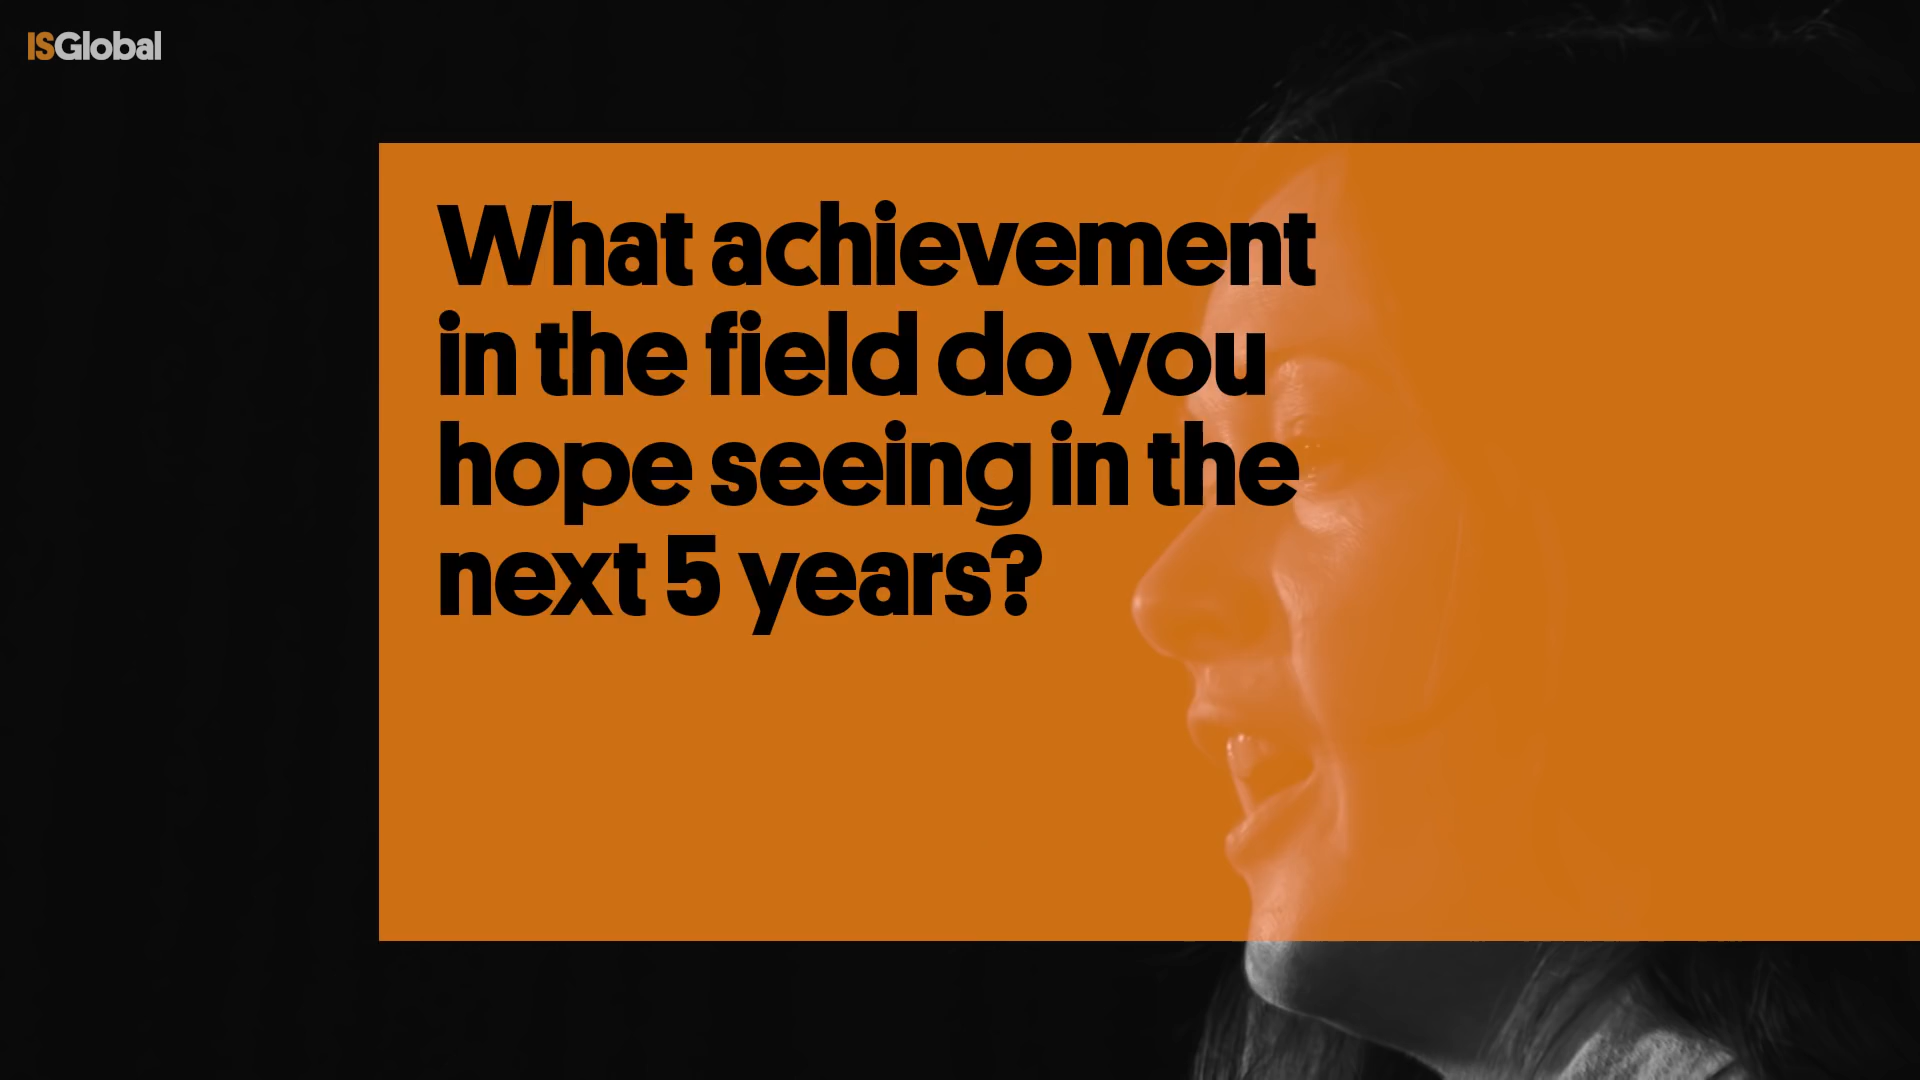 ISGlobal
What achievement
in the field do you
hope seeing in the
next 5 years?